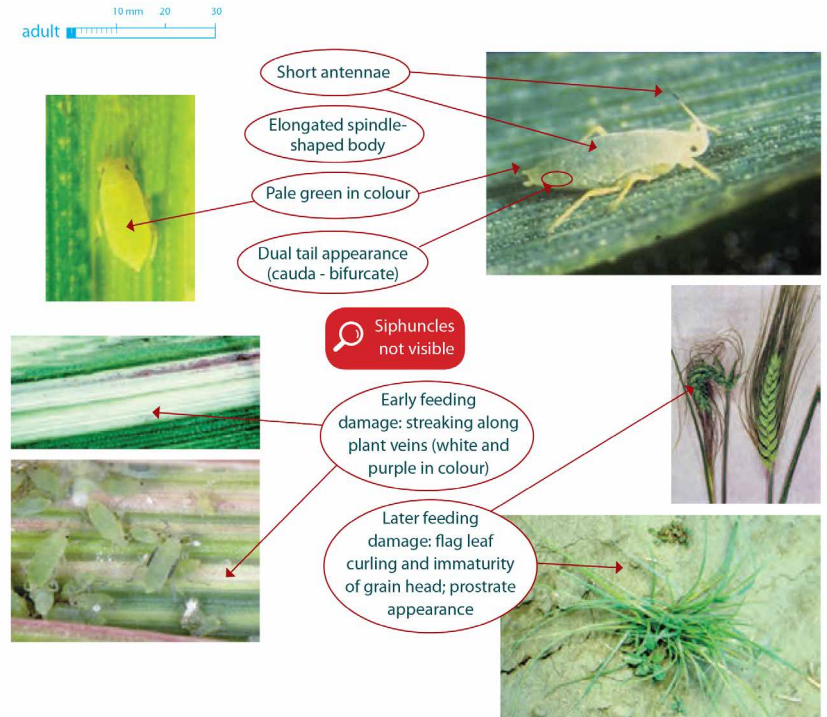 10 mm 20 30
adult
Short antennae
Elongated spindle-
shaped body
Pale green in colour
Dual tail appearance
(cauda - bifurcate)
Siphuncles
not visible
Early feeding
damage: streaking along
plant veins (white and
purple in colour)
Later feeding
damage: flag leaf
curling and immaturity
of grain head; prostrate
appearance